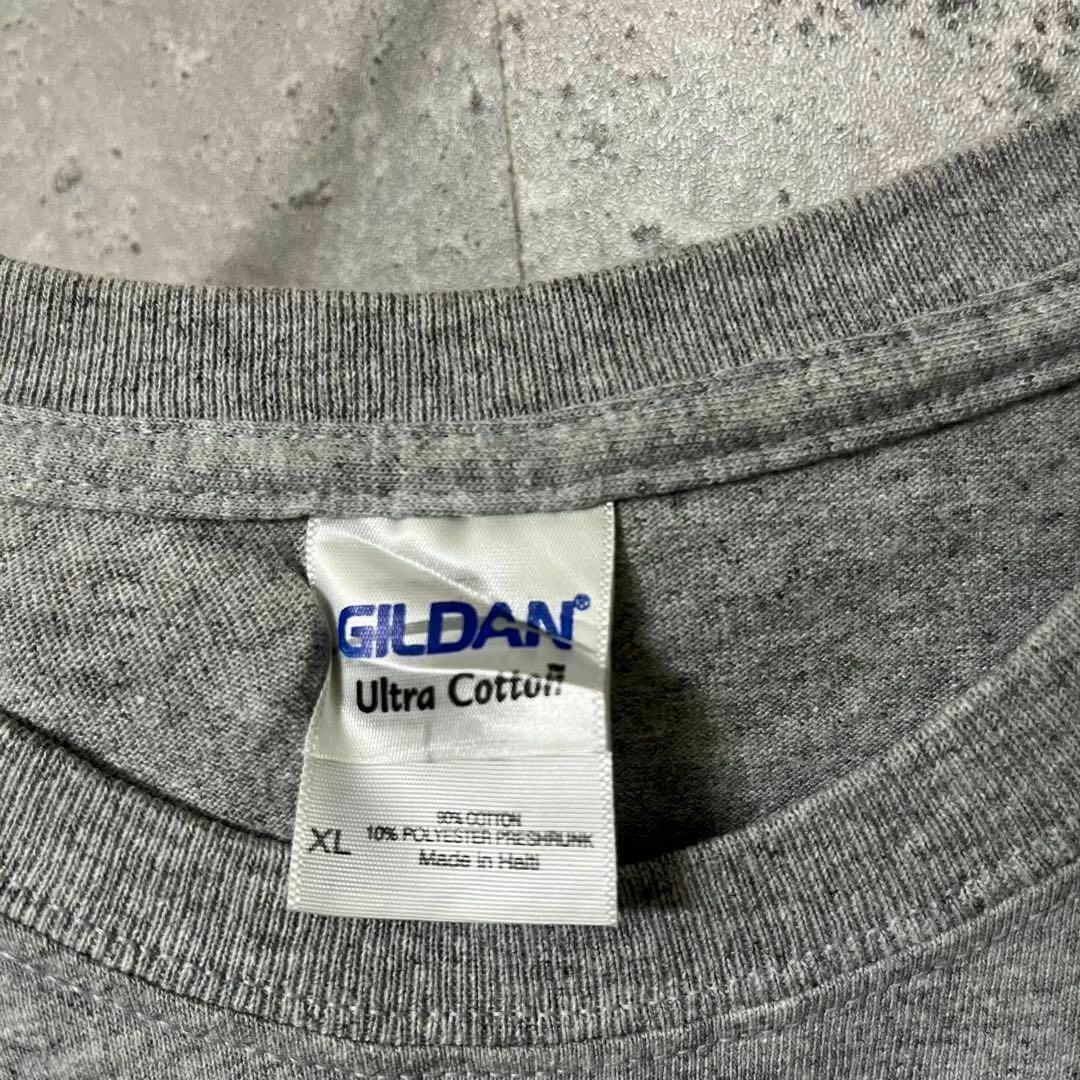 GILDAN®
Ultra Cotton
XL
90% COTTON
10% POLYESTER PRESHRUNK
Made in Haiti